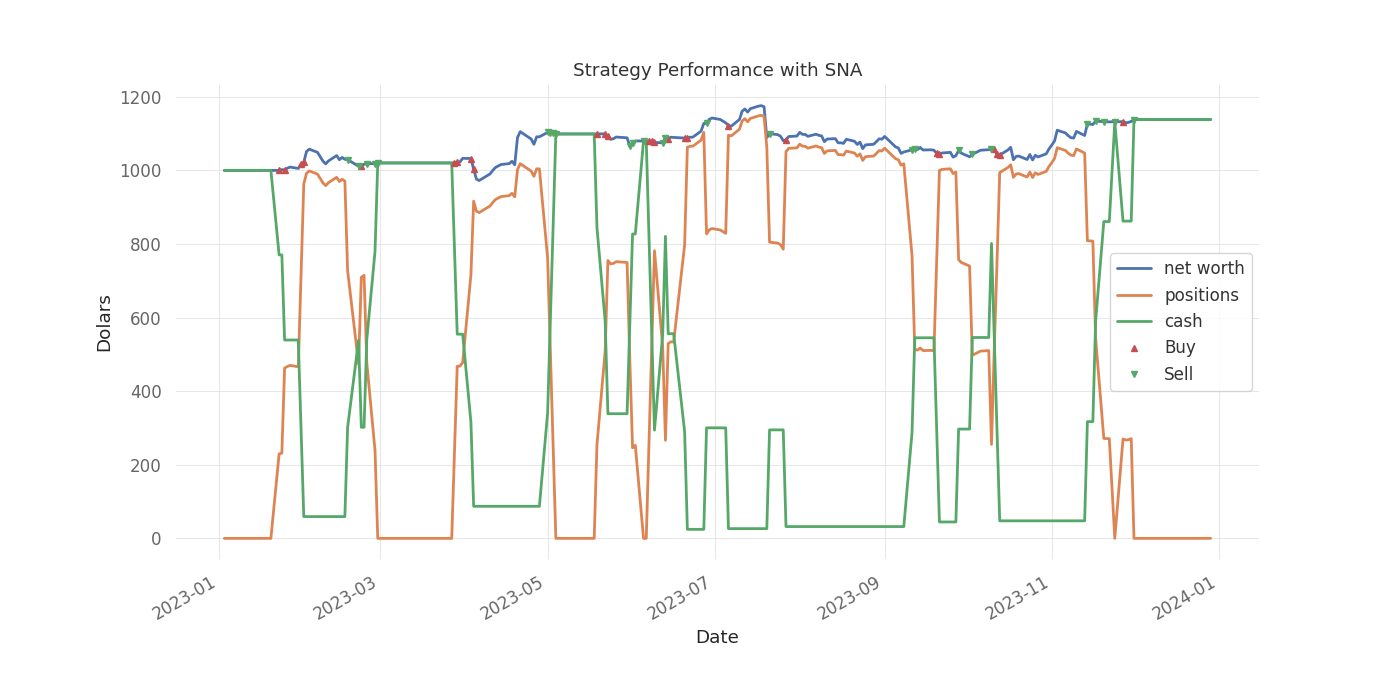 Strategy Performance with SNA
1200
1000
800
600
400
200
0
Dolars
net worth
positions
cash
Buy
Sell
2023-01
2023-03
2023-05
2023-07
2023-09
2023-11
2024-01
Date